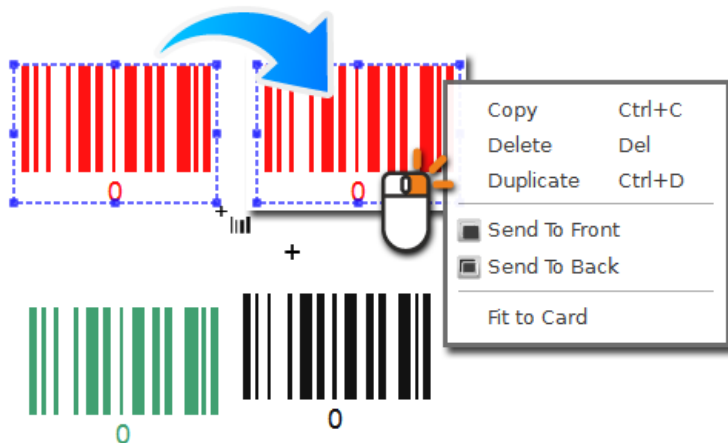 0
0
Copy Ctrl+C
Delete Del
Duplicate Ctrl+D
Send To Front
Send To Back
Fit to Card
0
0